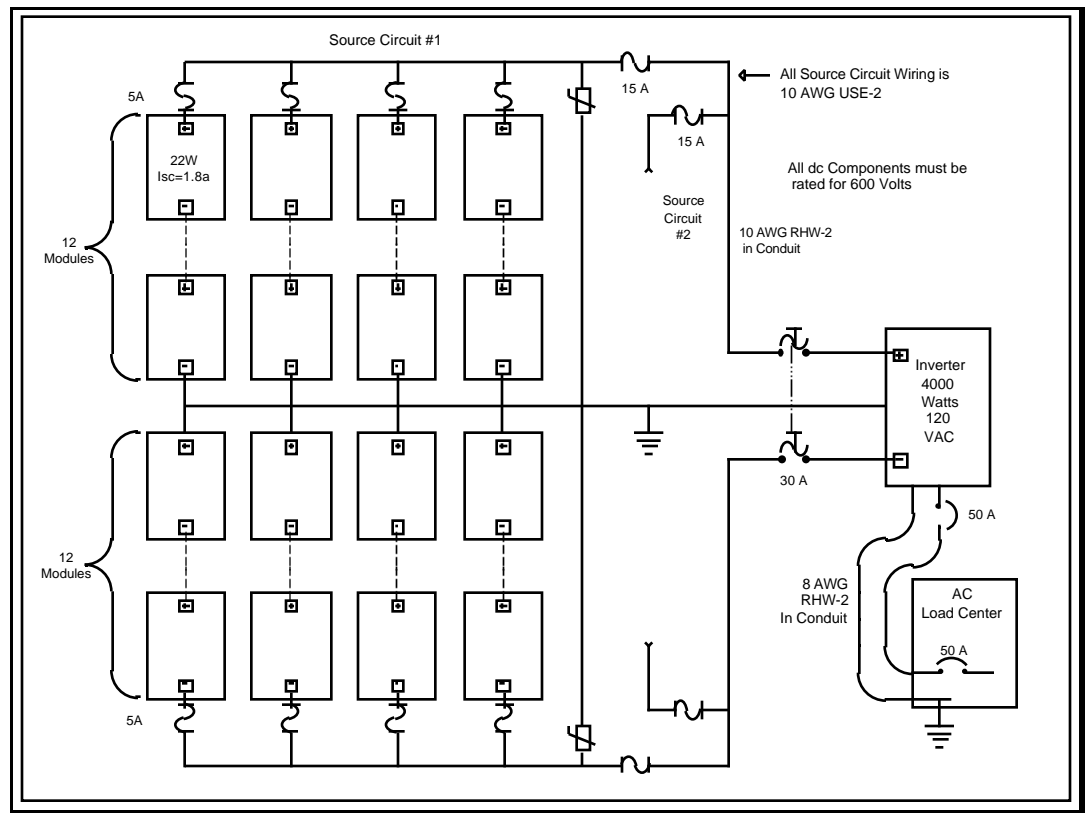 Source Circuit #1
15 A
All Source Circuit Wiring is
10 AWG USE-2
5A
22W
Isc=1.8a
15 A
All dc Components must be
rated for 600 Volts
Source
Circuit
#2
10 AWG RHW-2
in Conduit
12
Modules
Inverter
4000
Watts
120
VAC
30 A
50 A
12
Modules
8 AWG
RHW-2
In Conduit
AC
Load Center
50 A
5A